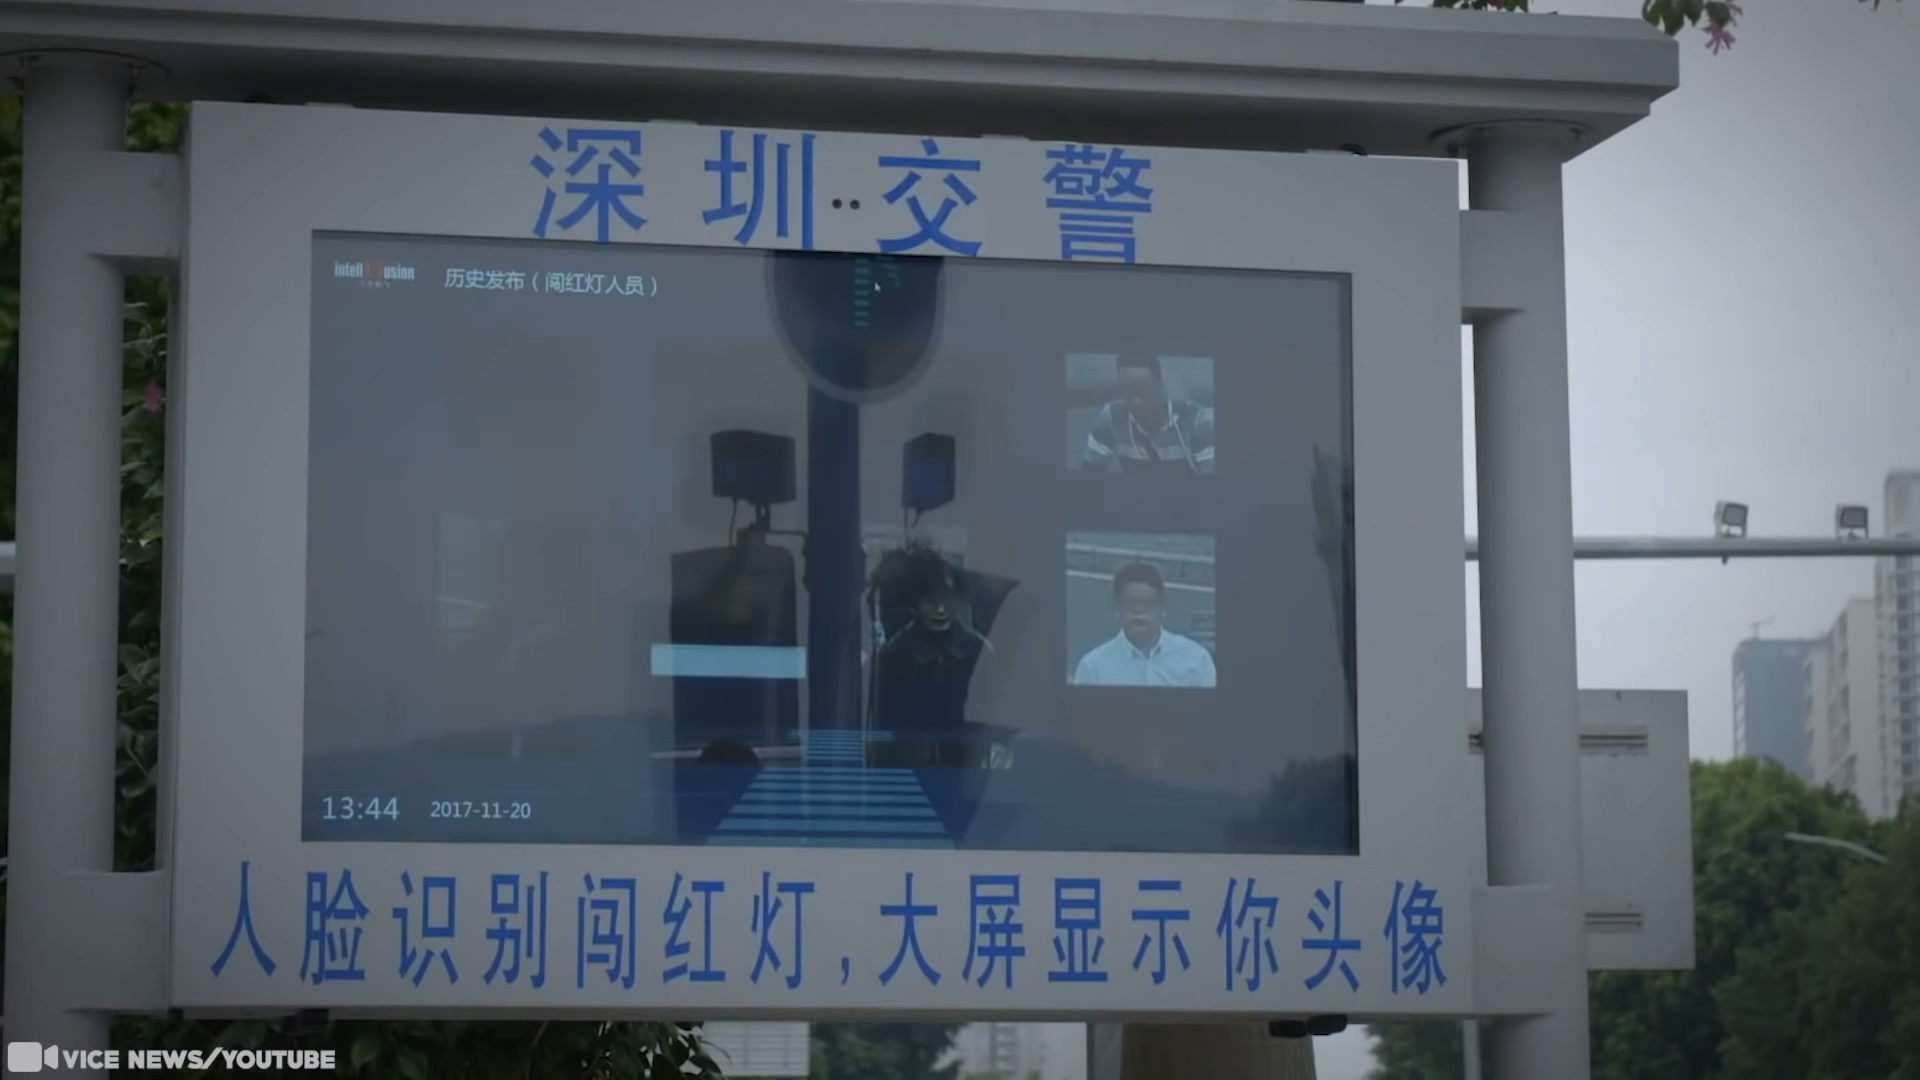 深圳交警
历史发布（闯红灯人员）
13:44 2017-11-20
人脸识别闯红灯,大屏显示你头像
VICE NEWS/YOUTUBE